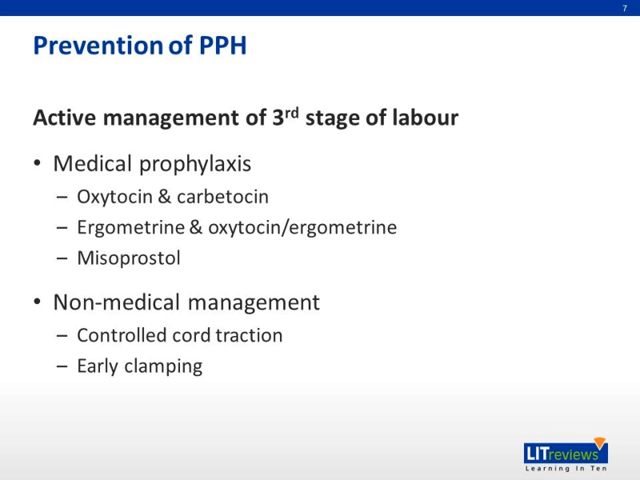 7
Prevention of PPH
Active management of 3rd stage of labour
• Medical prophylaxis
– Oxytocin & carbetocin
– Ergometrine & oxytocin/ergometrine
– Misoprostol
• Non-medical management
– Controlled cord traction
– Early clamping
LITreviews
Learning In Ten